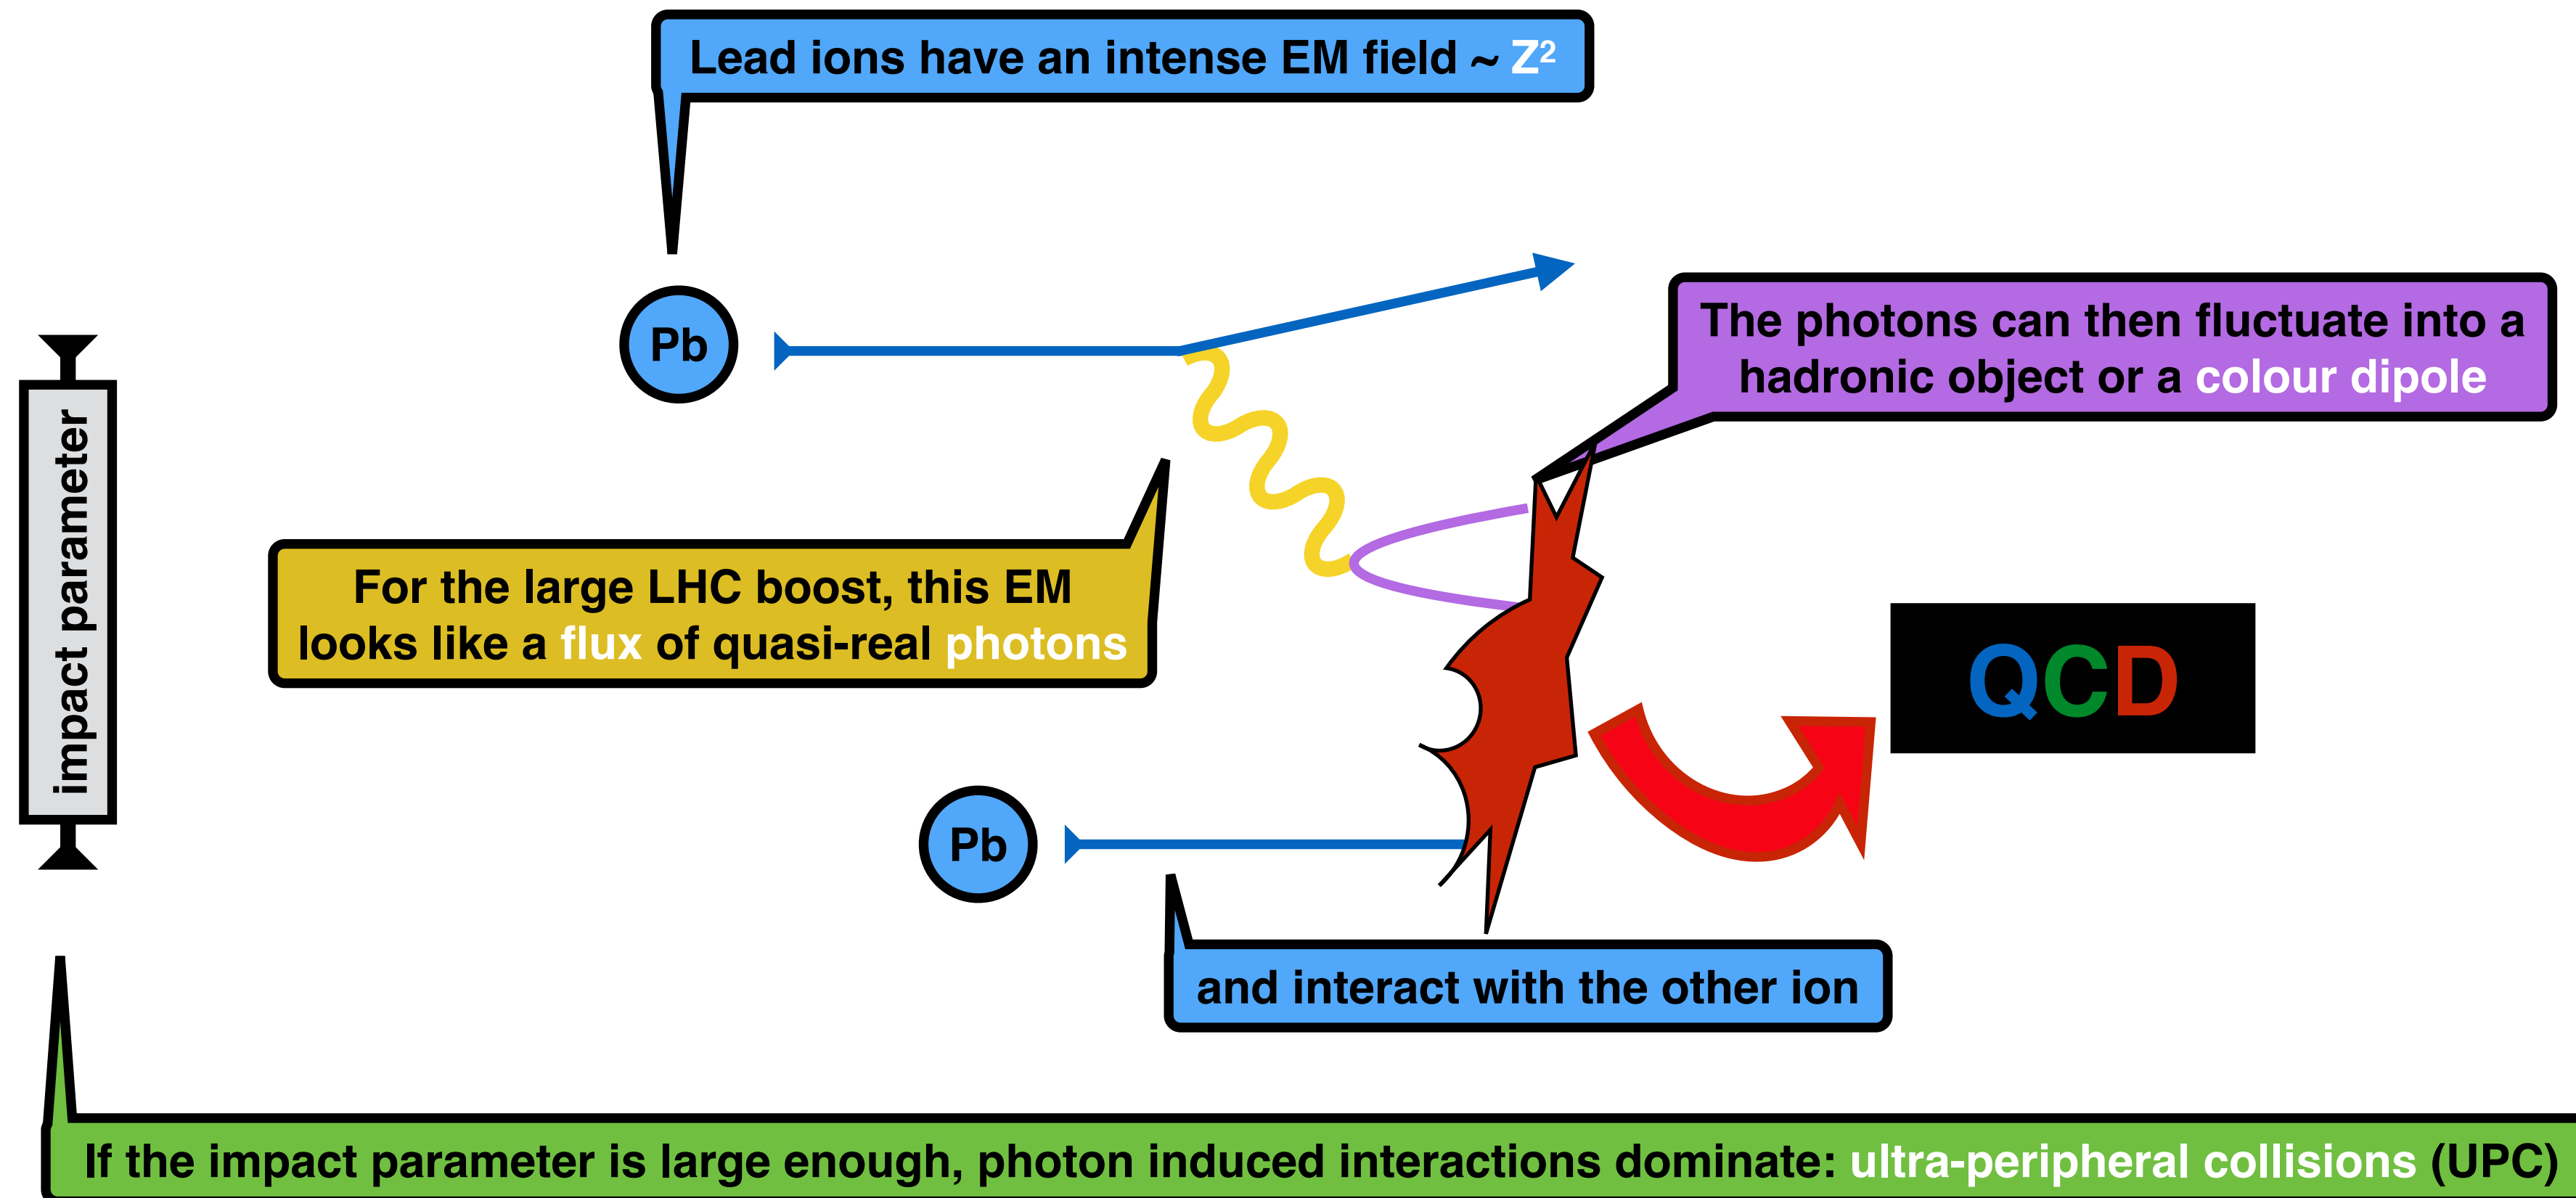 Lead ions have an intense EM field ~ Z²
Pb
The photons can then fluctuate into a
hadronic object or a colour dipole
impact parameter
For the large LHC boost, this EM
looks like a flux of quasi-real photons
QCD
Pb
and interact with the other ion
If the impact parameter is large enough, photon induced interactions dominate: ultra-peripheral collisions (UPC)